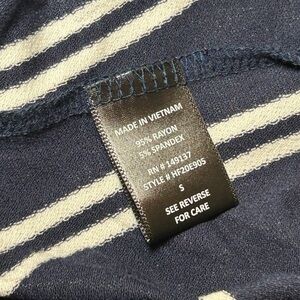 MADE IN VIETNAM
95% RAYON
5% SPANDEX
RN # 149137
STYLE # HF20E905
S
SEE REVERSE
FOR CARE